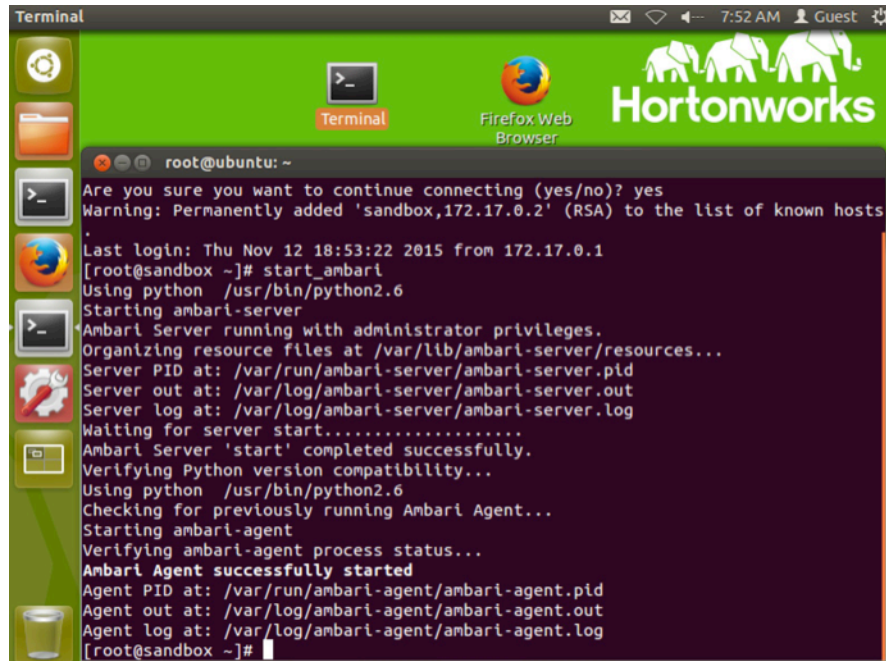 Terminal
7:52 AM Guest
Terminal
Firefox Web
Browser
Hortonworks
root@ubuntu: ~
Are you sure you want to continue connecting (yes/no)? yes
Warning: Permanently added 'sandbox,172.17.0.2' (RSA) to the list of known hosts
.
Last login: Thu Nov 12 18:53:22 2015 from 172.17.0.1
[root@sandbox ~]# start_ambari
Using python  /usr/bin/python2.6
Starting ambari-server
Ambari Server running with administrator privileges.
Organizing resource files at /var/lib/ambari-server/resources...
Server PID at: /var/run/ambari-server/ambari-server.pid
Server out at: /var/log/ambari-server/ambari-server.out
Server log at: /var/log/ambari-server/ambari-server.log
Waiting for server start....................
Ambari Server 'start' completed successfully.
Verifying Python version compatibility...
Using python  /usr/bin/python2.6
Checking for previously running Ambari Agent...
Starting ambari-agent
Verifying ambari-agent process status...
Ambari Agent successfully started
Agent PID at: /var/run/ambari-agent/ambari-agent.pid
Agent out at: /var/log/ambari-agent/ambari-agent.out
Agent log at: /var/log/ambari-agent/ambari-agent.log
[root@sandbox ~]#